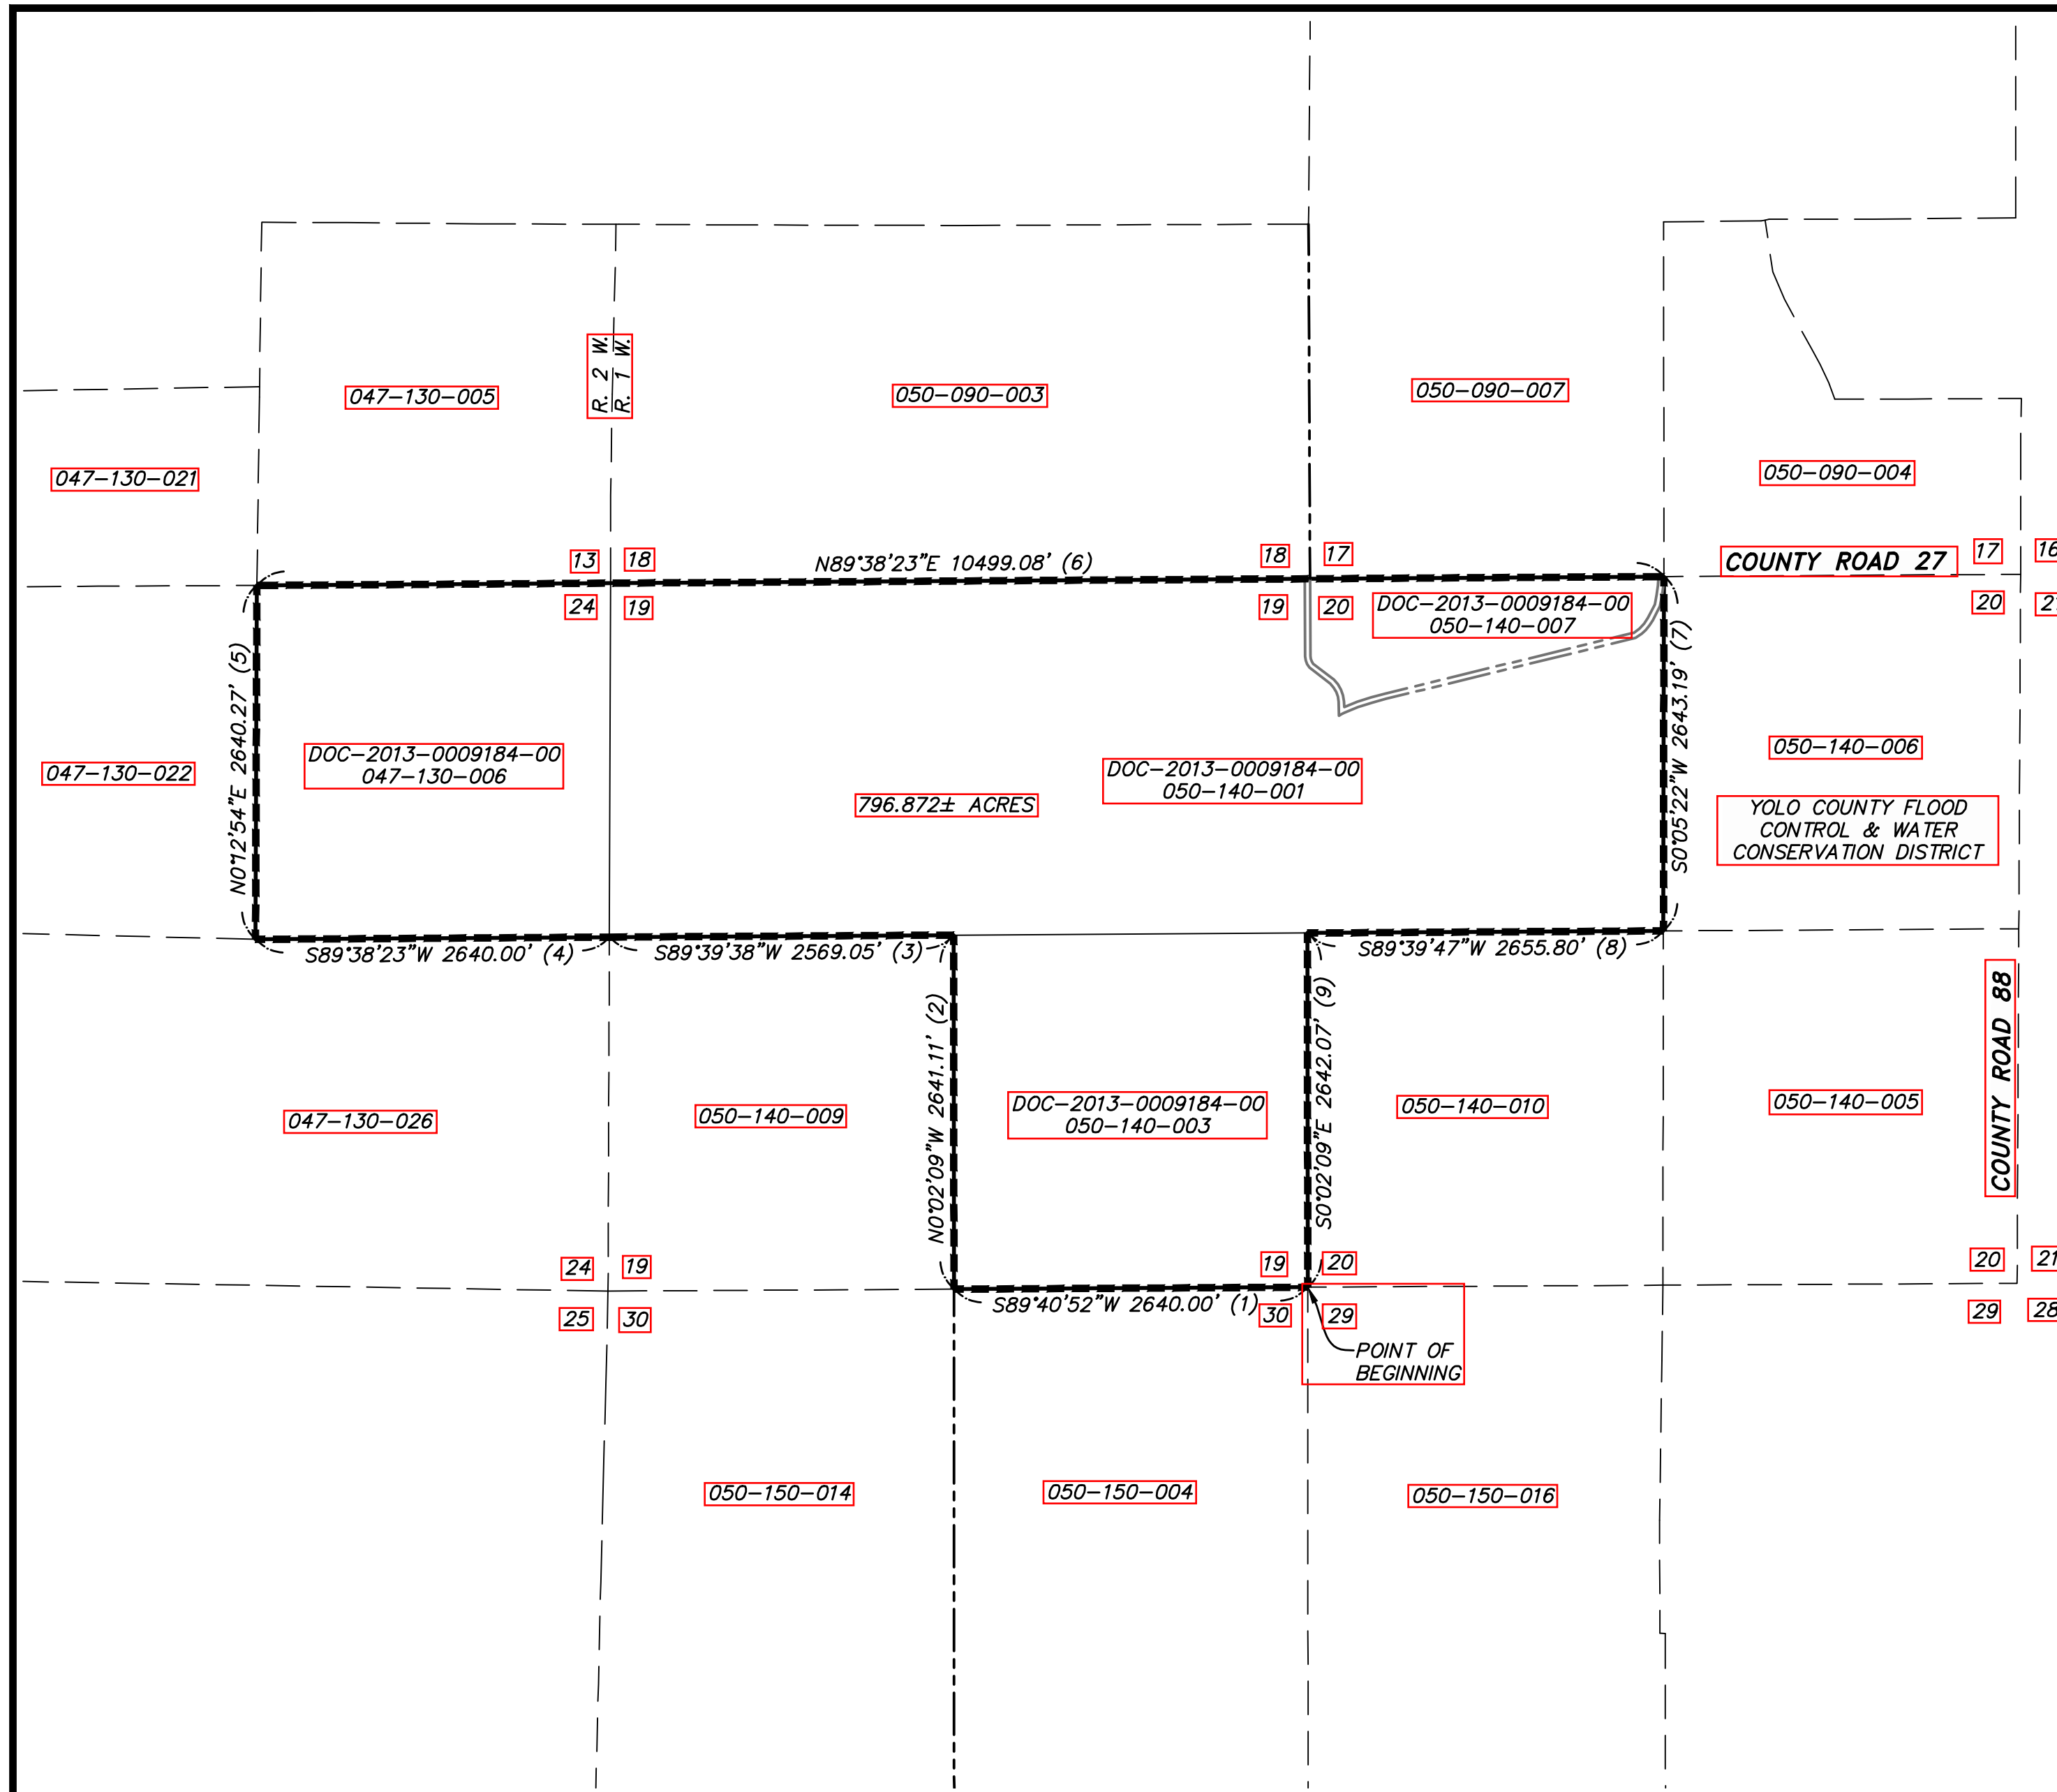 R. 2 W.
R. 1 W.
047-130-005
050-090-003
050-090-007
047-130-021
050-090-004
13
18
N89°38'23"E 10499.08' (6)
18
17
COUNTY ROAD 27
17
16
24
19
19
20
DOC-2013-0009184-00
050-140-007
20
21
N0°12'54"E 2640.27' (5)
S0°05'22"W 2643.19' (7)
047-130-022
DOC-2013-0009184-00
047-130-006
796.872± ACRES
DOC-2013-0009184-00
050-140-001
050-140-006
YOLO COUNTY FLOOD
CONTROL & WATER
CONSERVATION DISTRICT
S89°38'23"W 2640.00' (4)
S89°39'38"W 2569.05' (3)
S89°39'47"W 2655.80' (8)
N0°02'09"W 2641.11' (2)
S0°02'09"E 2642.07' (9)
COUNTY ROAD 88
047-130-026
050-140-009
DOC-2013-0009184-00
050-140-003
050-140-010
050-140-005
24
19
19
20
20
21
S89°40'52"W 2640.00' (1)
25
30
30
29
29
28
POINT OF
BEGINNING
050-150-014
050-150-004
050-150-016